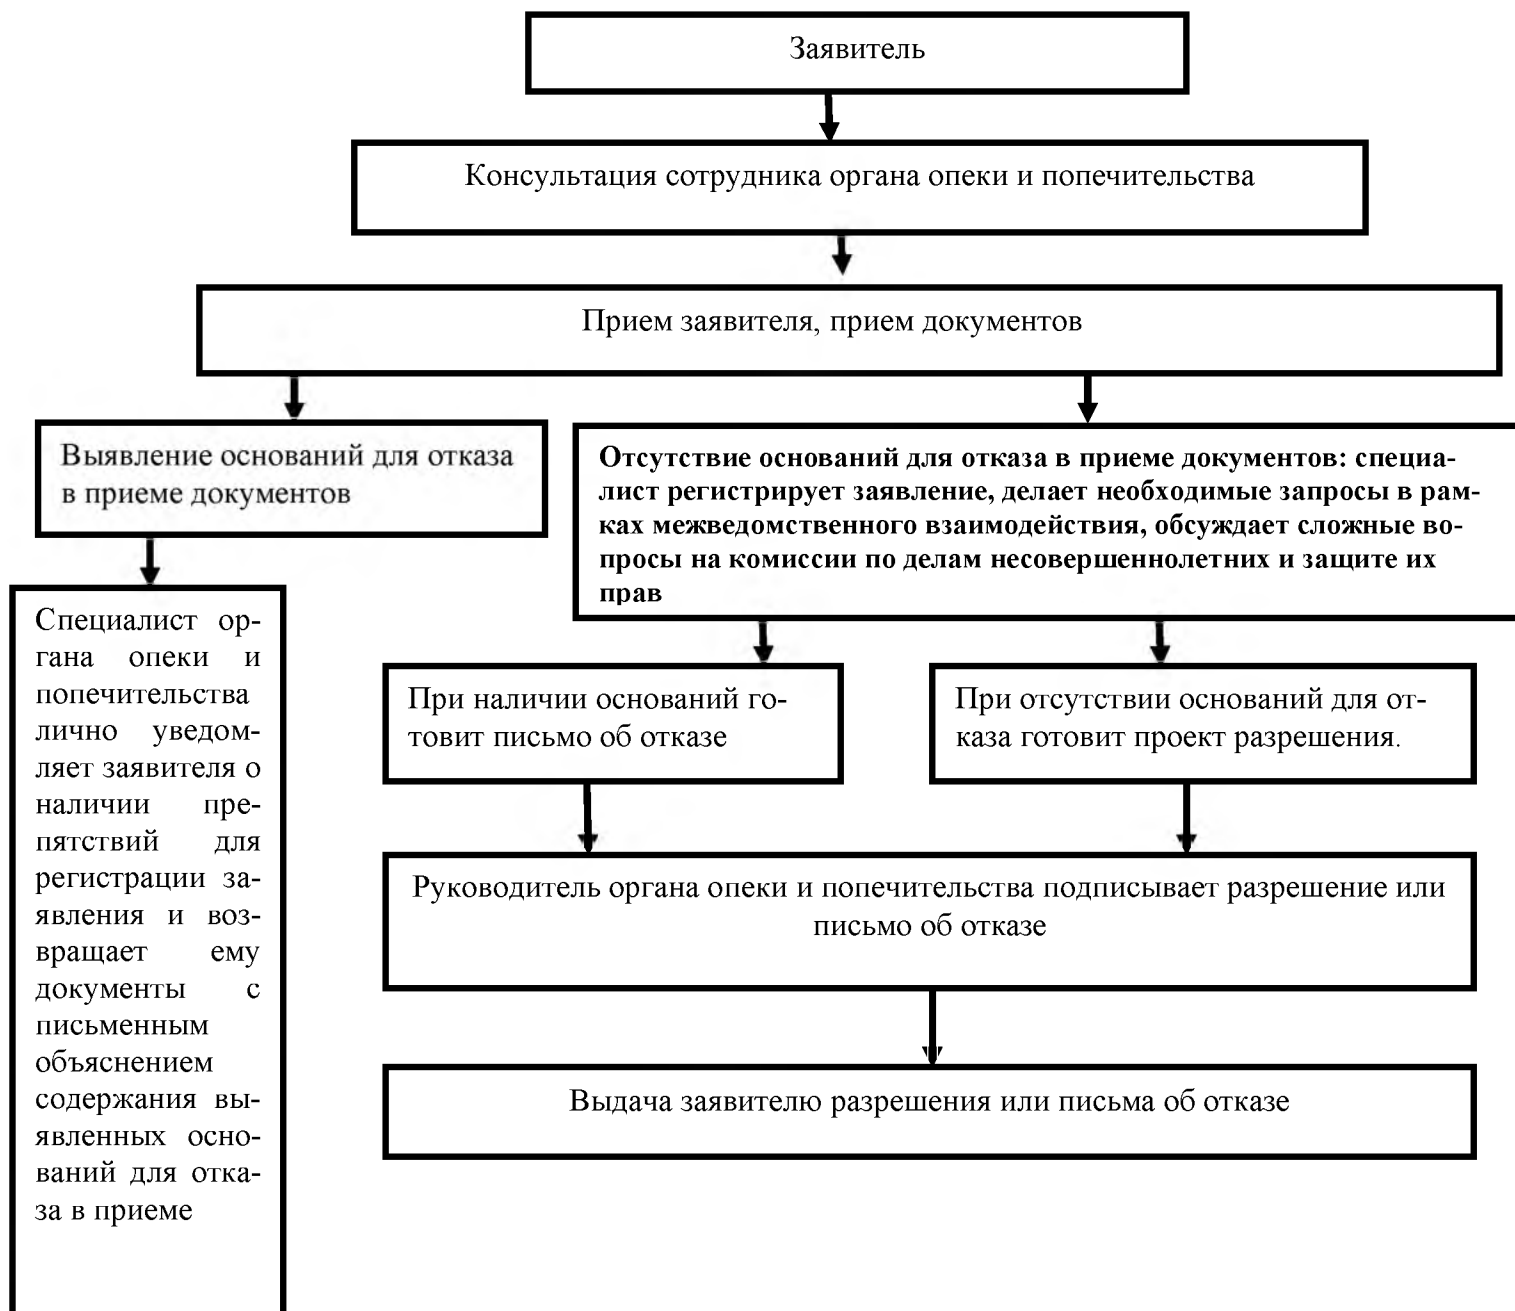 Заявитель
Консультация сотрудника органа опеки и попечительства
Прием заявителя, прием документов
Выявление оснований для отказа
в приеме документов
Отсутствие оснований для отказа в приеме документов: специа-
лист регистрирует заявление, делает необходимые запросы в рам-
ках межведомственного взаимодействия, обсуждает сложные во-
просы на комиссии по делам несовершеннолетних и защите их
прав
Специалист ор-
гана опеки и
попечительства
лично уведом-
ляет заявителя о
наличии пре-
пятствий для
регистрации за-
явления и воз-
вращает ему
документы с
письменным
объяснением
содержания вы-
явленных осно-
ваний для отка-
за в приеме
При наличии оснований го-
товит письмо об отказе
При отсутствии оснований для от-
каза готовит проект разрешения.
Руководитель органа опеки и попечительства подписывает разрешение или
письмо об отказе
Выдача заявителю разрешения или письма об отказе